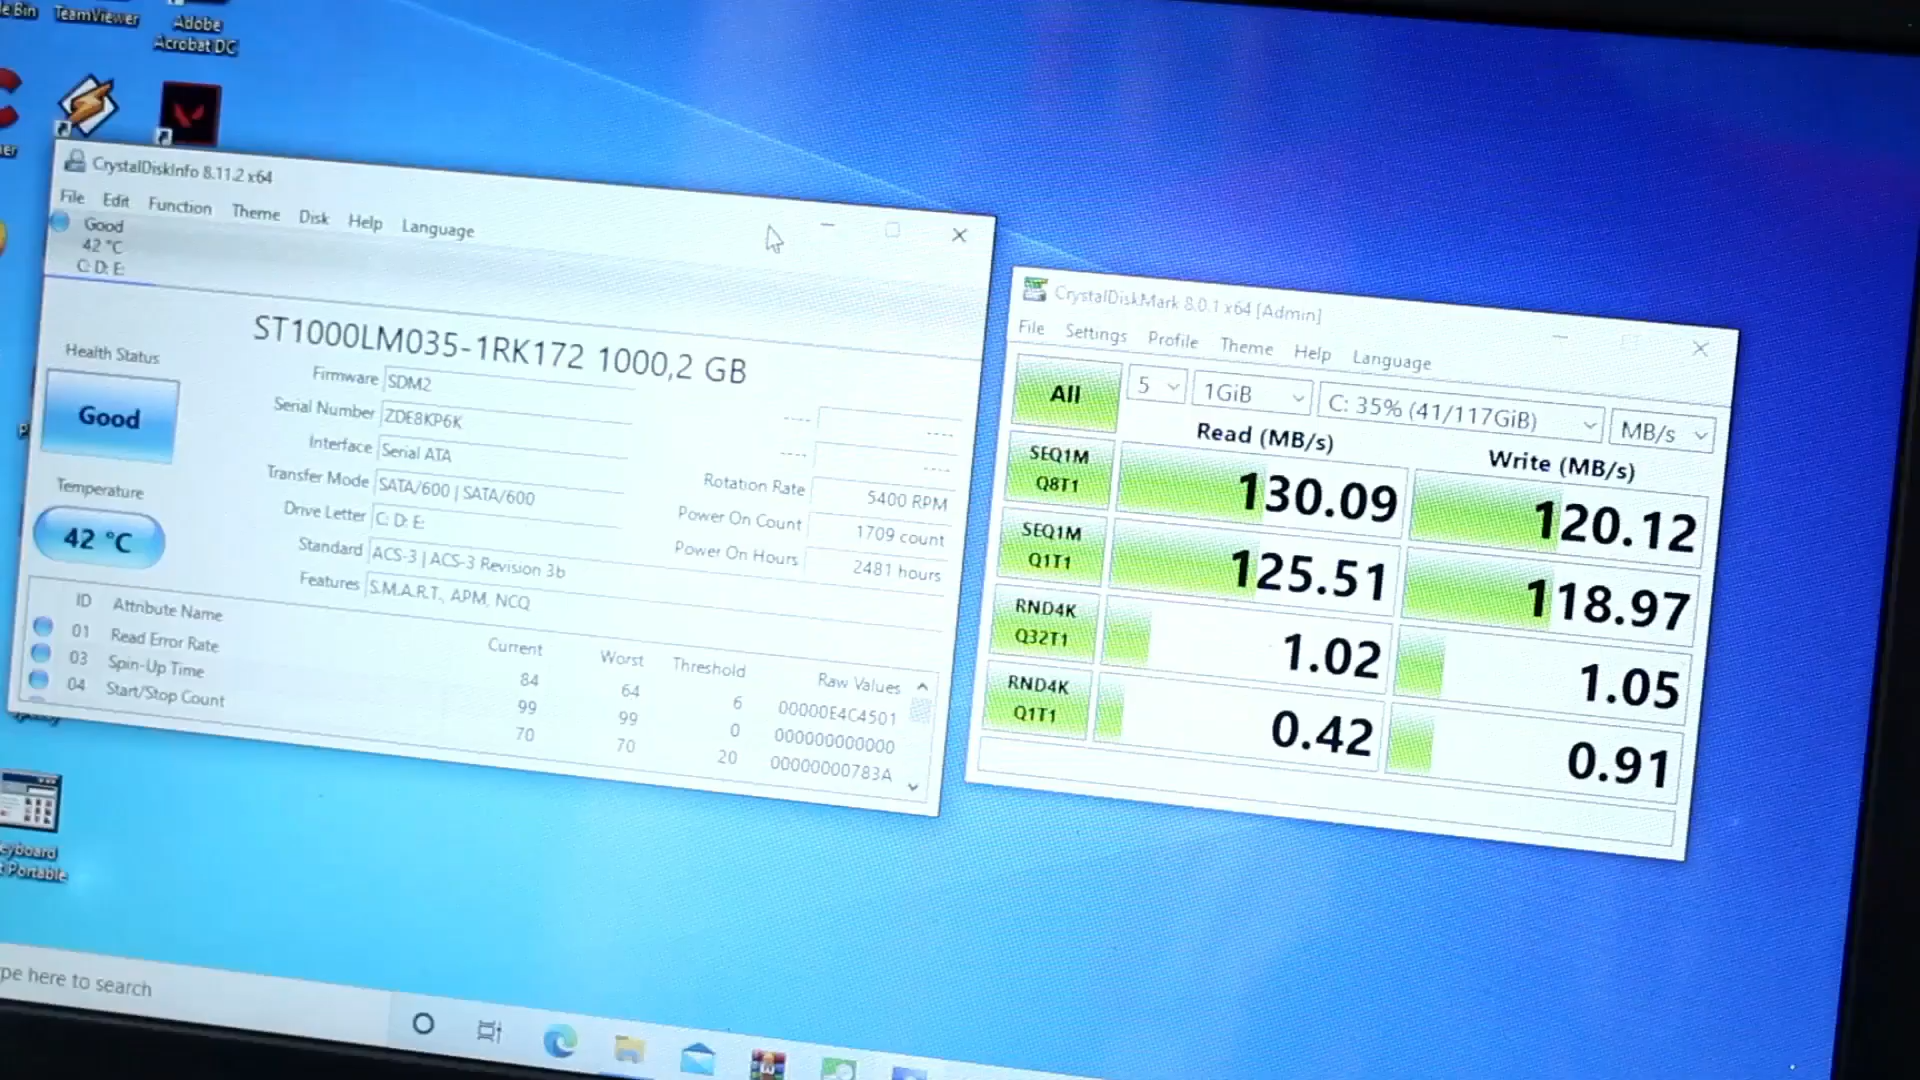 e Bin
TeamViewer
Adobe
Acrobat DC
CrystalDiskInfo 8.11.2 x64
File Edit Function Theme Disk Help Language
Good
42 °C
C: D: E:
ST1000LM035-1RK172 1000,2 GB
Health Status
Good
Temperature
42 °C
Firmware SDM2
Serial Number ZDE8KP6K
Interface Serial ATA
Transfer Mode SATA/600 | SATA/600
Drive Letter C: D: E:
Standard ACS-3 | ACS-3 Revision 3b
Features S.M.A.R.T., APM, NCQ
---- ----
---- ----
Rotation Rate 5400 RPM
Power On Count 1709 count
Power On Hours 2481 hours
ID Attribute Name Current Worst Threshold Raw Values
01 Read Error Rate 84 64 6 00000E4C4501
03 Spin-Up Time 99 99 0 000000000000
04 Start/Stop Count 70 70 20 00000000783A
CrystalDiskMark 8.0.1 x64 [Admin]
File Settings Profile Theme Help Language
All 5 1GiB C: 35% (41/117GiB) MB/s
Read (MB/s) Write (MB/s)
SEQ1M
Q8T1
130.09 120.12
SEQ1M
Q1T1
125.51 118.97
RND4K
Q32T1
1.02 1.05
RND4K
Q1T1
0.42 0.91
eyboard
t Portable
pe here to search